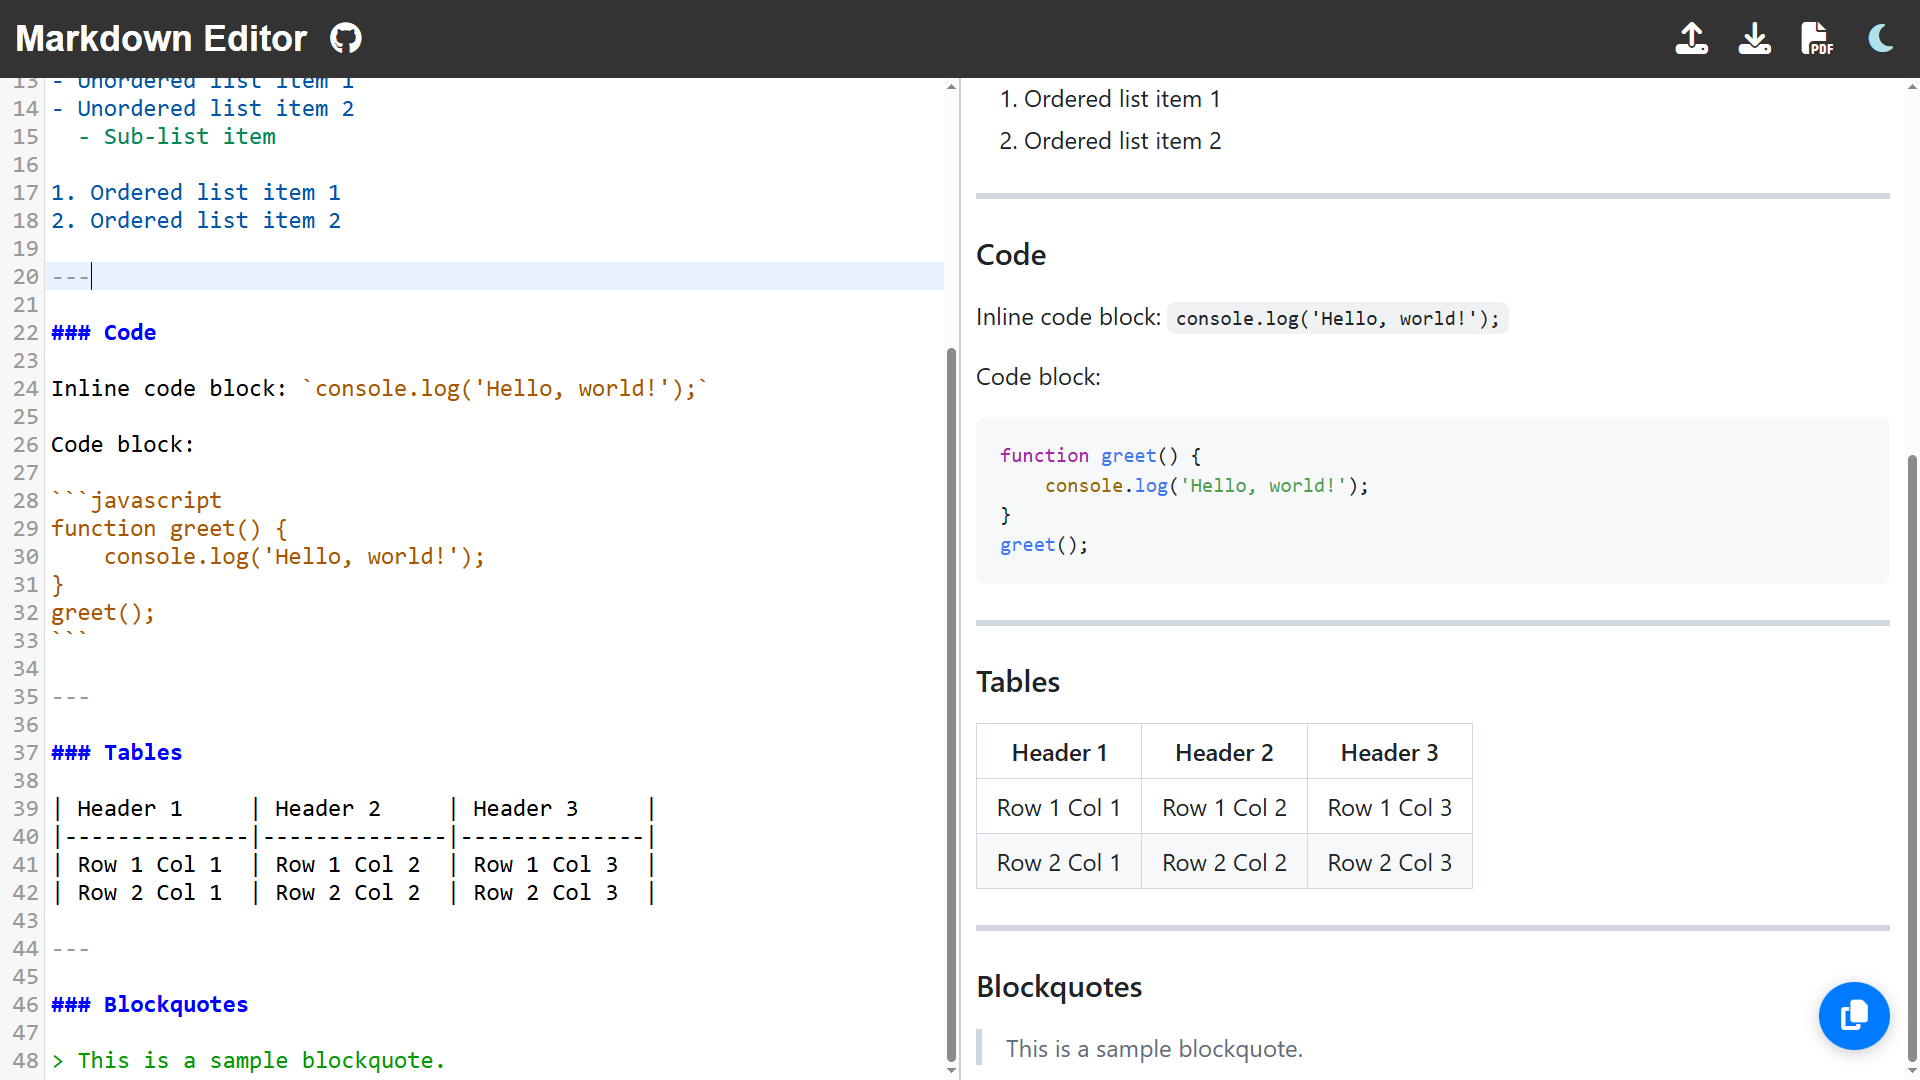 Markdown Editor
PDF
13 - Unordered list item 1
14 - Unordered list item 2
15   - Sub-list item
16
17 1. Ordered list item 1
18 2. Ordered list item 2
19
20 ---
21
22 ### Code
23
24 Inline code block: `console.log('Hello, world!');`
25
26 Code block:
27
28 ```javascript
29 function greet() {
30     console.log('Hello, world!');
31 }
32 greet();
33 ```
34
35 ---
36
37 ### Tables
38
39 | Header 1     | Header 2     | Header 3     |
40 |--------------|--------------|--------------|
41 | Row 1 Col 1  | Row 1 Col 2  | Row 1 Col 3  |
42 | Row 2 Col 1  | Row 2 Col 2  | Row 2 Col 3  |
43
44 ---
45
46 ### Blockquotes
47
48 > This is a sample blockquote.
1. Ordered list item 1
2. Ordered list item 2
Code
Inline code block: console.log('Hello, world!');
Code block:
function greet() {
    console.log('Hello, world!');
}
greet();
Tables
Header 1 Header 2 Header 3
Row 1 Col 1 Row 1 Col 2 Row 1 Col 3
Row 2 Col 1 Row 2 Col 2 Row 2 Col 3
Blockquotes
This is a sample blockquote.